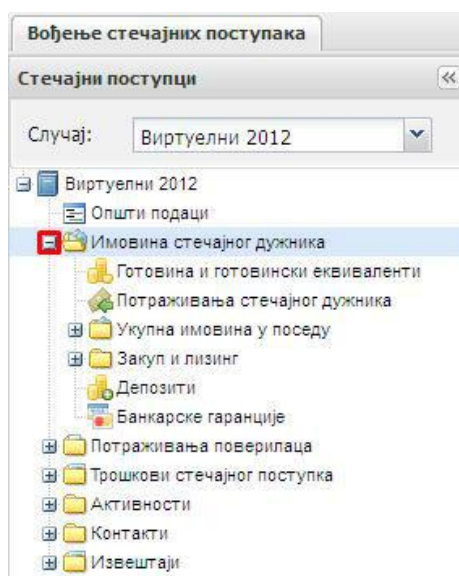 Вођење стечајних поступака
Стечајни поступци
Случај: Виртуелни 2012
Виртуелни 2012
Општи подаци
Имовина стечајног дужника
Готовина и готовински еквиваленти
Потраживања стечајног дужника
Укупна имовина у поседу
Закуп и лизинг
Депозити
Банкарске гаранције
Потраживања поверилаца
Трошкови стечајног поступка
Активности
Контакти
Извештаји